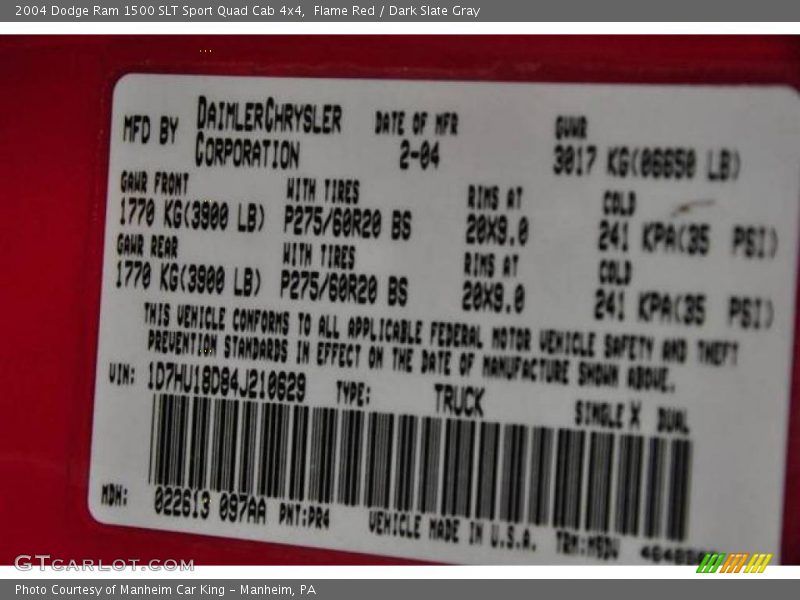 2004 Dodge Ram 1500 SLT Sport Quad Cab 4x4,  Flame Red / Dark Slate Gray
MFD BY DAIMLERCHRYSLER CORPORATION DATE OF MFR 2-04 GVWR 3017 KG(06650 LB)
GAWR FRONT WITH TIRES RIMS AT COLD
1770 KG(3900 LB) P275/60R20 BS 20X9.0 241 KPA(35 PSI)
GAWR REAR WITH TIRES RIMS AT COLD
1770 KG(3900 LB) P275/60R20 BS 20X9.0 241 KPA(35 PSI)
THIS VEHICLE CONFORMS TO ALL APPLICABLE FEDERAL MOTOR VEHICLE SAFETY AND THEFT
PREVENTION STANDARDS IN EFFECT ON THE DATE OF MANUFACTURE SHOWN ABOVE.
VIN: 1D7HU18D84J210629 TYPE: TRUCK SINGLE X DUAL
MDH: 022613 097AA PNT:PR4 VEHICLE MADE IN U.S.A.
GTCARLOT.COM
Photo Courtesy of Manheim Car King - Manheim, PA